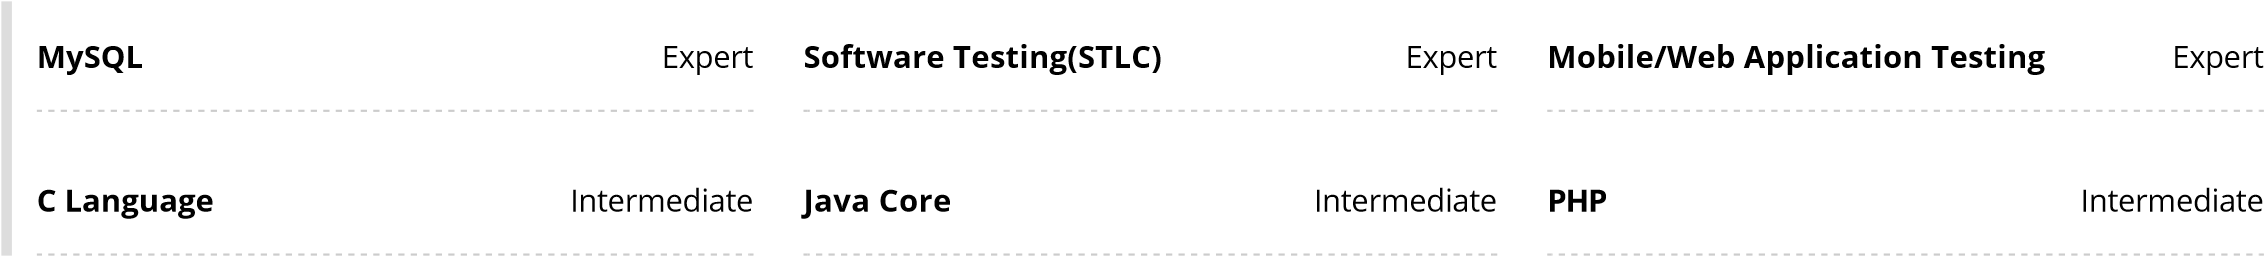 MySQL Expert Software Testing(STLC) Expert Mobile/Web Application Testing Expert
C Language Intermediate Java Core Intermediate PHP Intermediate